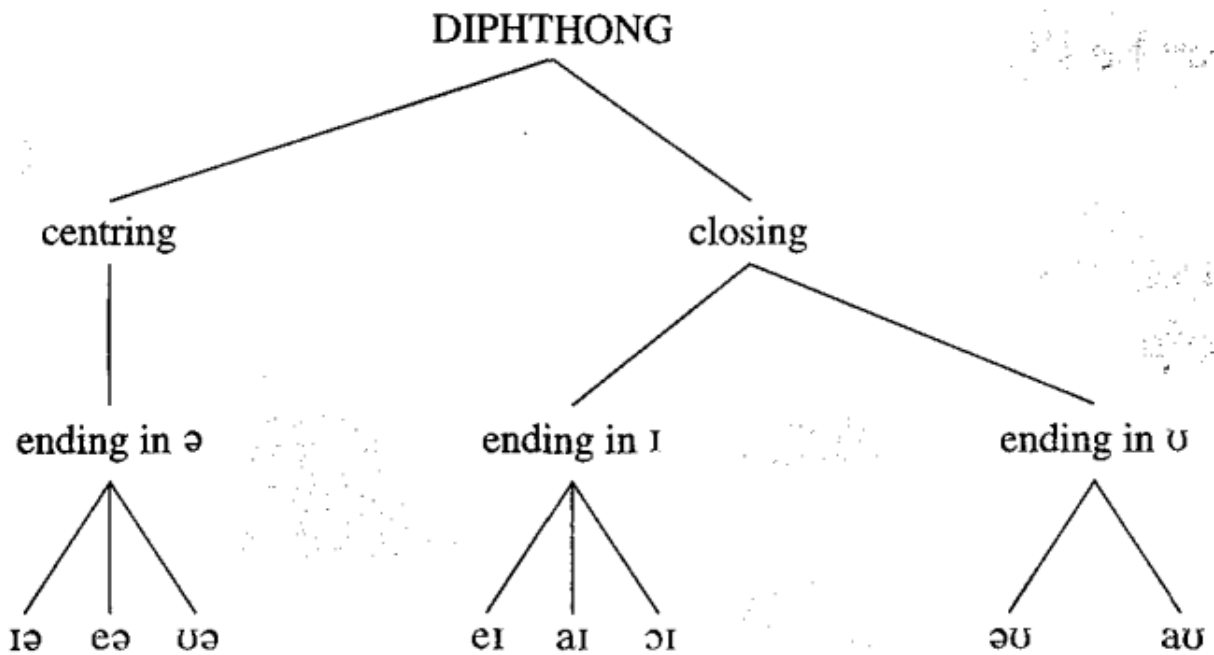 DIPHTHONG
centring closing
ending in ə ending in ɪ ending in ʊ
ɪə eə ʊə eɪ aɪ ɔɪ əʊ aʊ